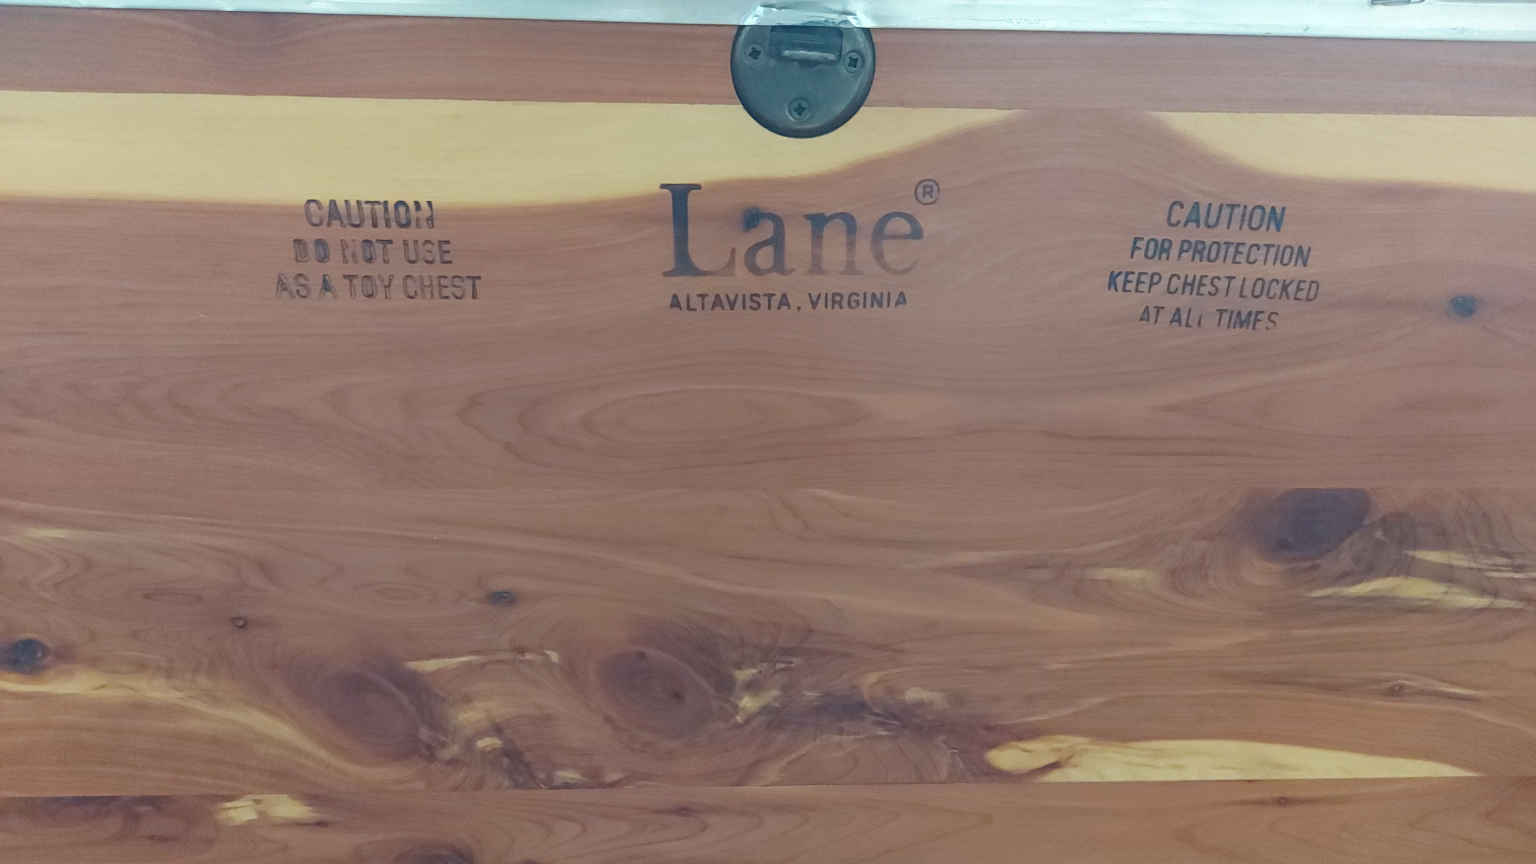 CAUTION
DO NOT USE
AS A TOY CHEST
Lane®
ALTAVISTA, VIRGINIA
CAUTION
FOR PROTECTION
KEEP CHEST LOCKED
AT ALL TIMES